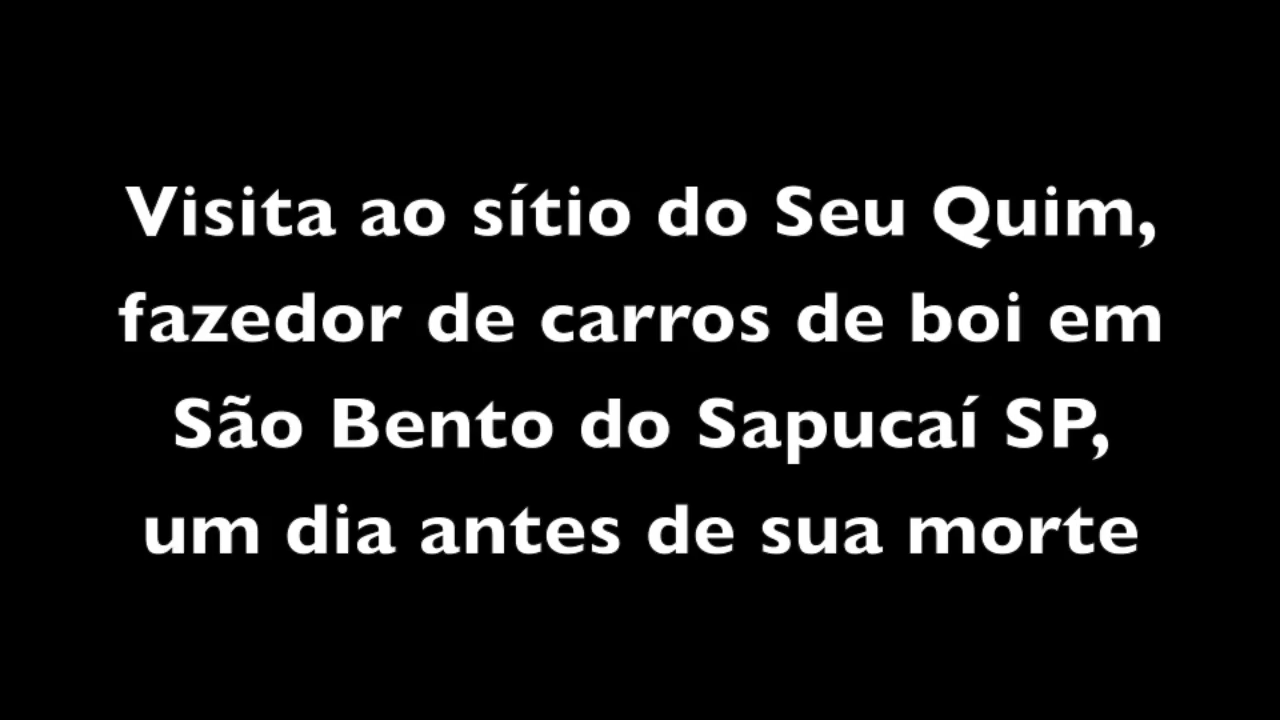 Visita ao sítio do Seu Quim,
fazedor de carros de boi em
São Bento do Sapucaí SP,
um dia antes de sua morte